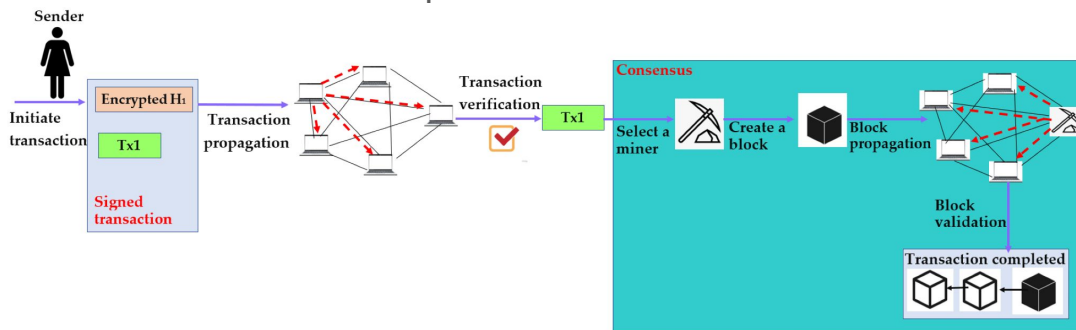 Sender
Initiate
transaction
Encrypted H₁
Tx1
Signed
transaction
Transaction
propagation
Transaction
verification
Tx1
Consensus
Select a
miner
Create a
block
Block
propagation
Block
validation
Transaction completed